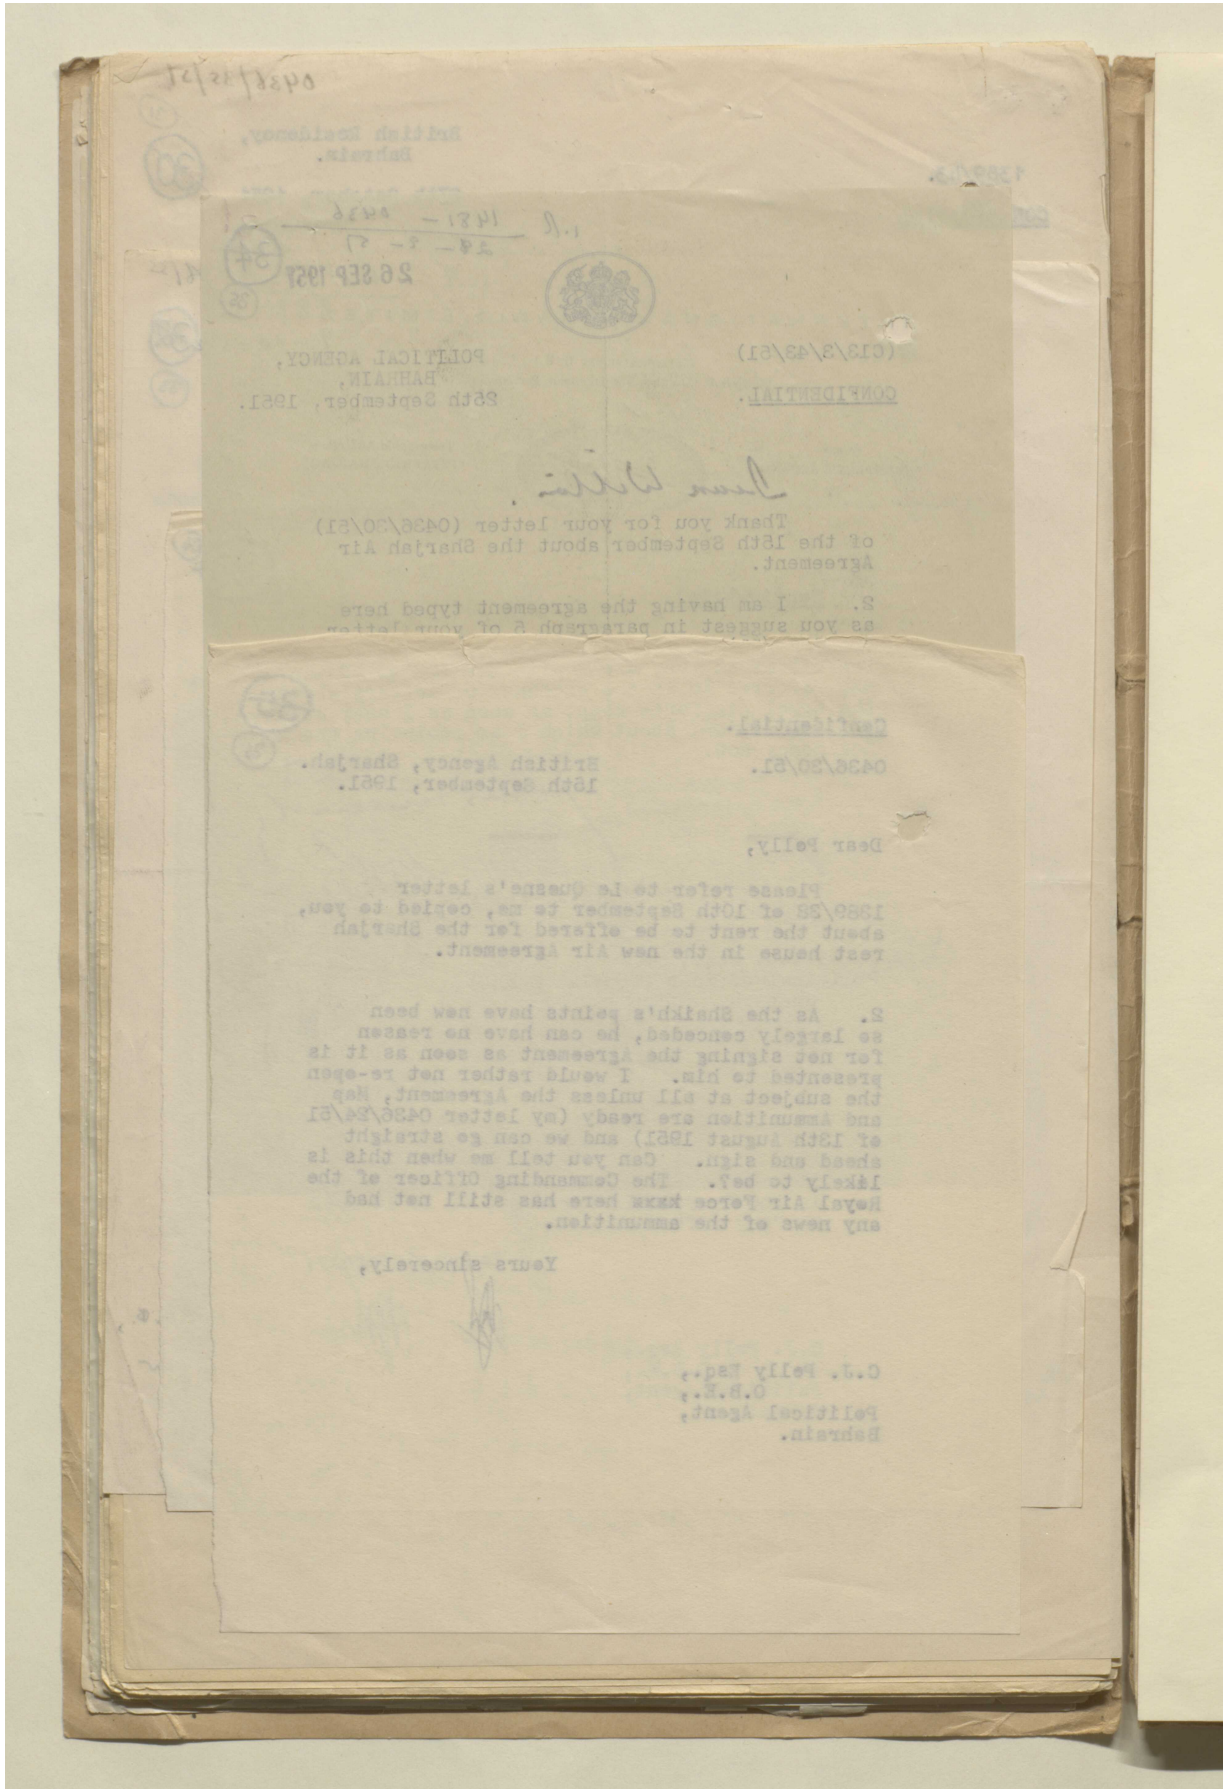 0436/35/51
British Residency,
Bahrain.
30
1389/33.
I.R 1481 - 0436
28 - 9 - 51
34
26 SEP 1951
35
(C13/3/43/51)
POLITICAL AGENCY,
BAHRAIN,
CONFIDENTIAL.
25th September, 1951.
Thank you for your letter (0436/30/51)
of the 15th September about the Sharjah Air
Agreement.
2. I am having the agreement typed here
as you suggest in paragraph 5 of your letter
Confidential.
0436/30/51.
British Agency, Sharjah.
15th September, 1951.
Dear Pelly,
Please refer to Le Quesne's letter
1389/28 of 10th September to me, copied to you,
about the rent to be offered for the Sharjah
rest house in the new Air Agreement.
2. As the Shaikh's points have now been
so largely conceded, he can have no reason
for not signing the Agreement as soon as it is
presented to him. I would rather not re-open
the subject at all unless the Agreement, Map
and Ammunition are ready (my letter 0436/24/51
of 13th August 1951) and we can go straight
ahead and sign. Can you tell me when this is
likely to be?. The Commanding Officer of the
Royal Air Force here has still not had
any news of the ammunition.
Yours sincerely,
C.J. Pelly Esq.,
O.B.E.,
Political Agent,
Bahrain.